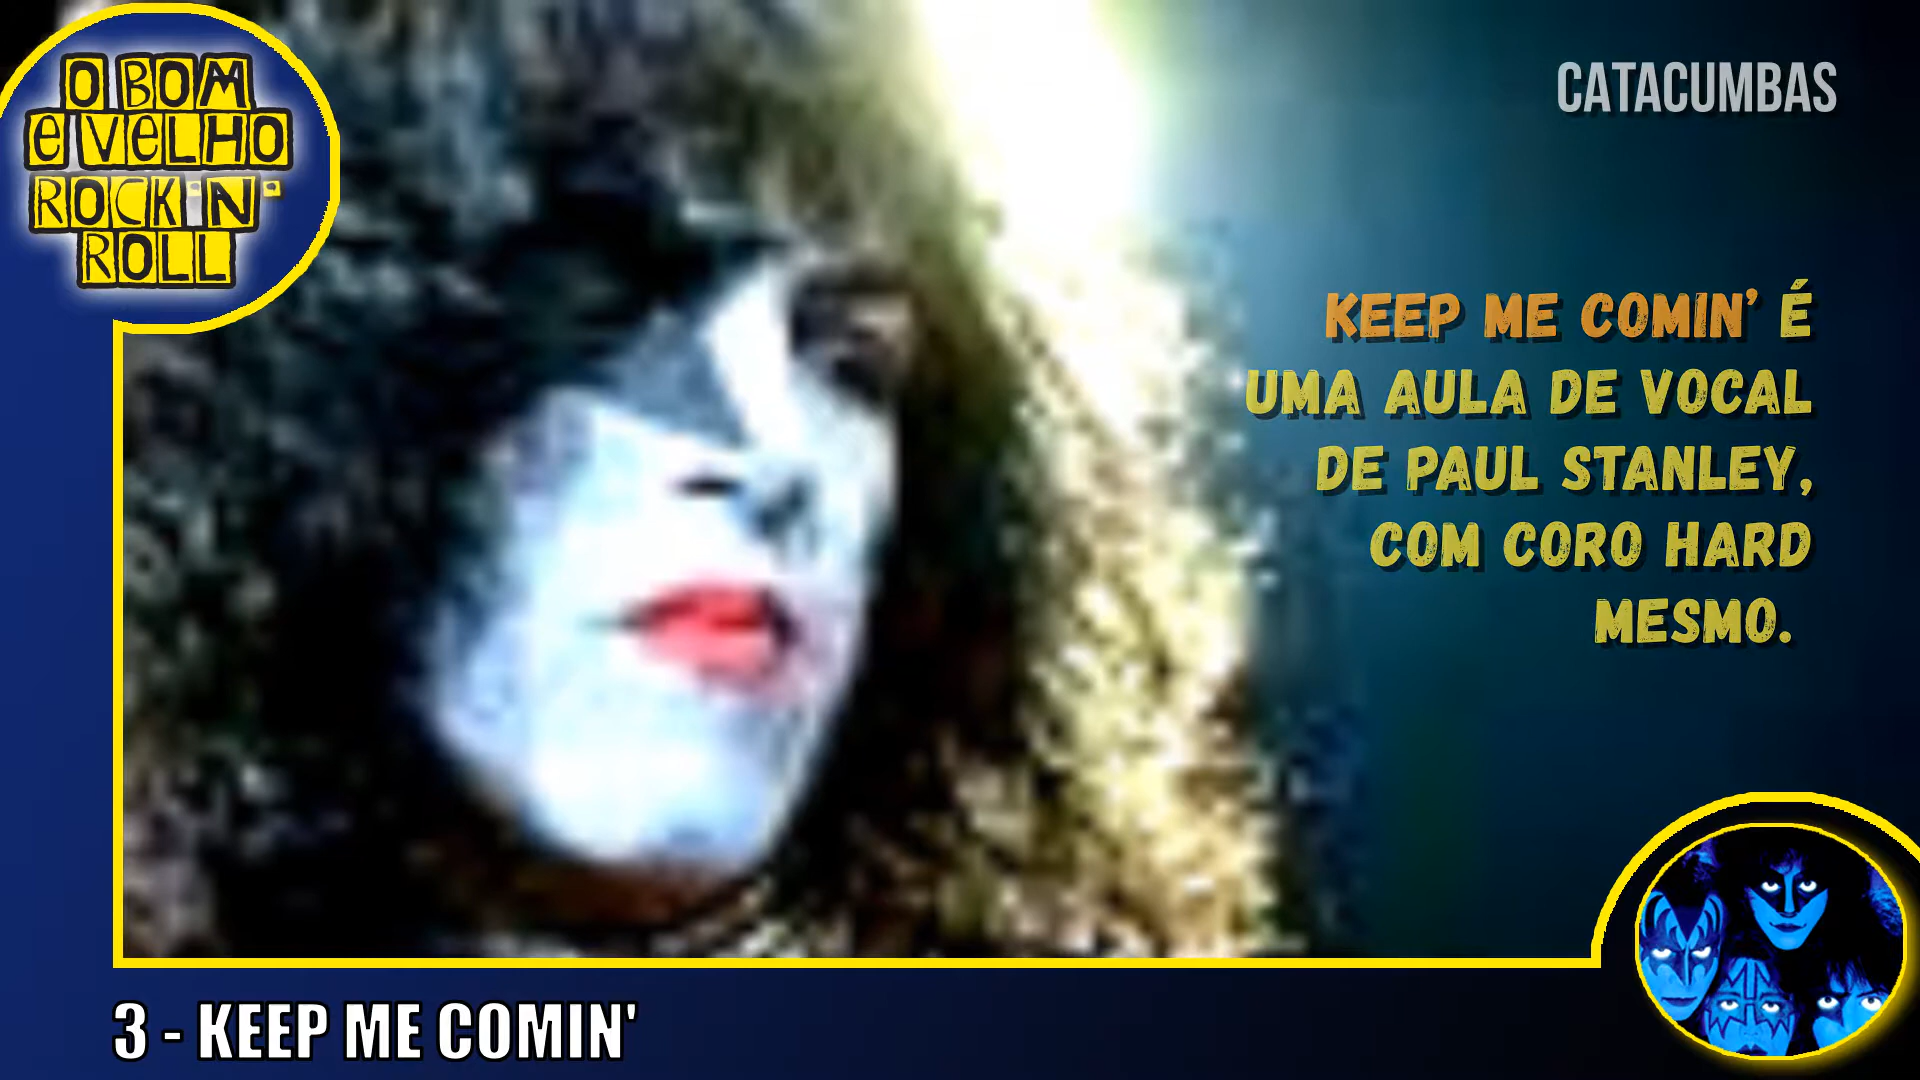 O BOM
E VELHO
ROCK'N'
ROLL
CATACUMBAS
KEEP ME COMIN' É
UMA AULA DE VOCAL
DE PAUL STANLEY,
COM CORO HARD
MESMO.
3 - KEEP ME COMIN'